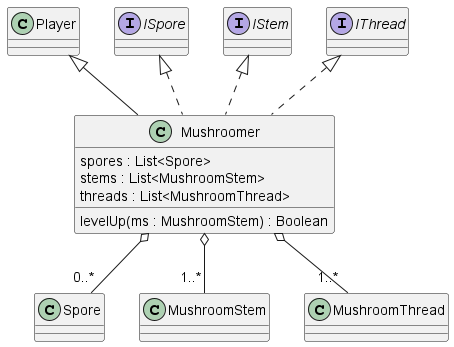 C Player
I ISpore
I IStem
I IThread
C Mushroomer
spores : List<Spore>
stems : List<MushroomStem>
threads : List<MushroomThread>
levelUp(ms : MushroomStem) : Boolean
0..*
1..*
1..*
C Spore
C MushroomStem
C MushroomThread